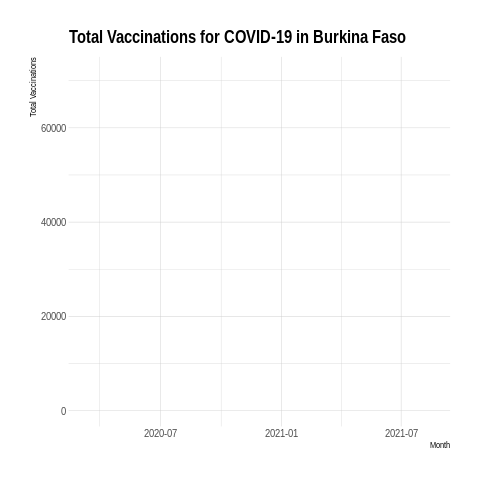 Total Vaccinations for COVID-19 in Burkina Faso
Total Vaccinations
60000
40000
20000
0
2020-07 2021-01 2021-07
Month